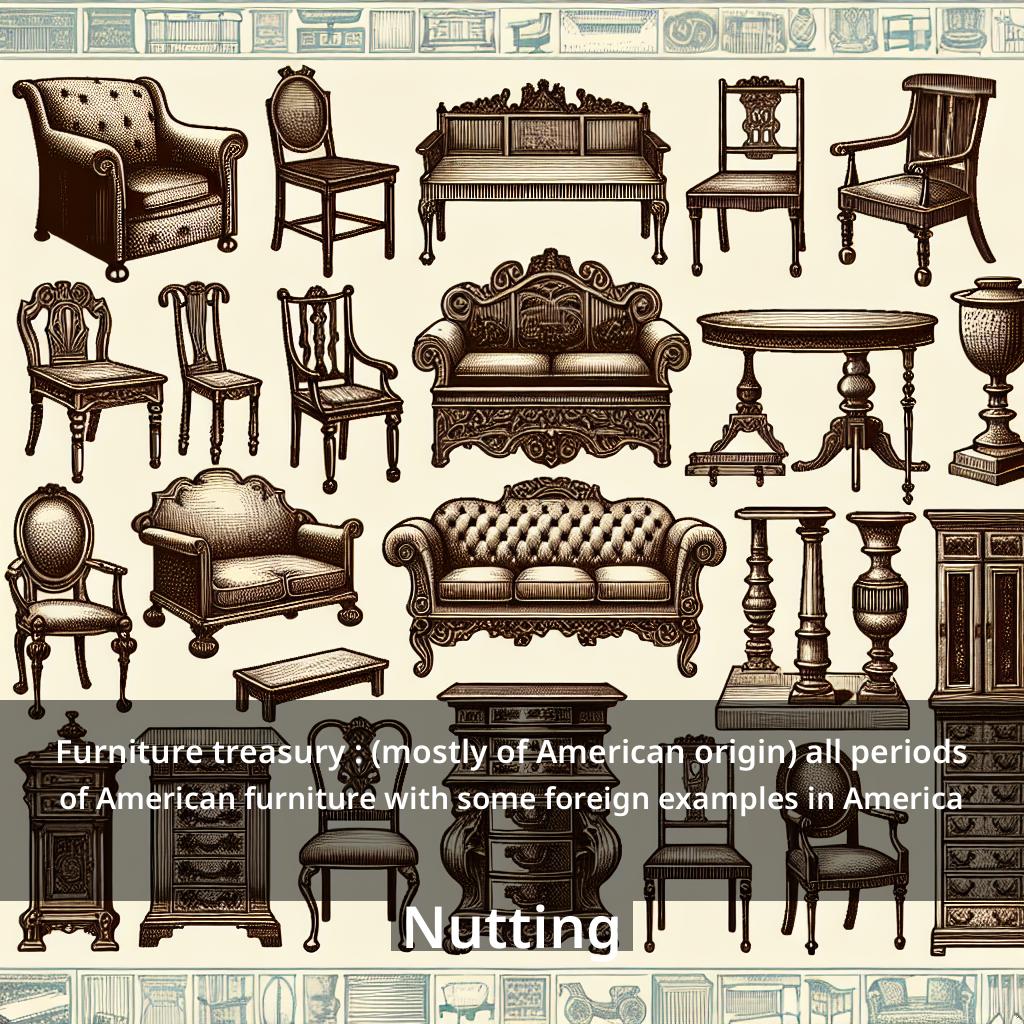 Furniture treasury : (mostly of American origin) all periods
of American furniture with some foreign examples in America
Nutting